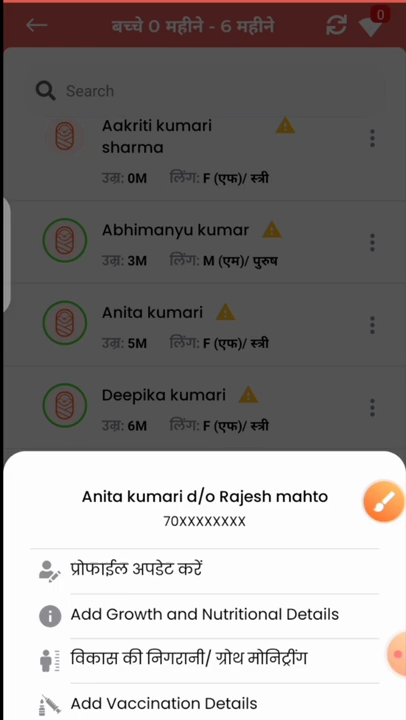 बच्चे 0 महीने - 6 महीने
0
Search
Aakriti kumari
sharma
उम्र: 0M लिंग: F (एफ)/ स्त्री
Abhimanyu kumar
उम्र: 3M लिंग: M (एम)/ पुरुष
Anita kumari
उम्र: 5M लिंग: F (एफ)/ स्त्री
Deepika kumari
उम्र: 6M लिंग: F (एफ)/ स्त्री
Anita kumari d/o Rajesh mahto
70XXXXXXXX
प्रोफाईल अपडेट करें
Add Growth and Nutritional Details
विकास की निगरानी/ ग्रोथ मोनिट्रींग
Add Vaccination Details